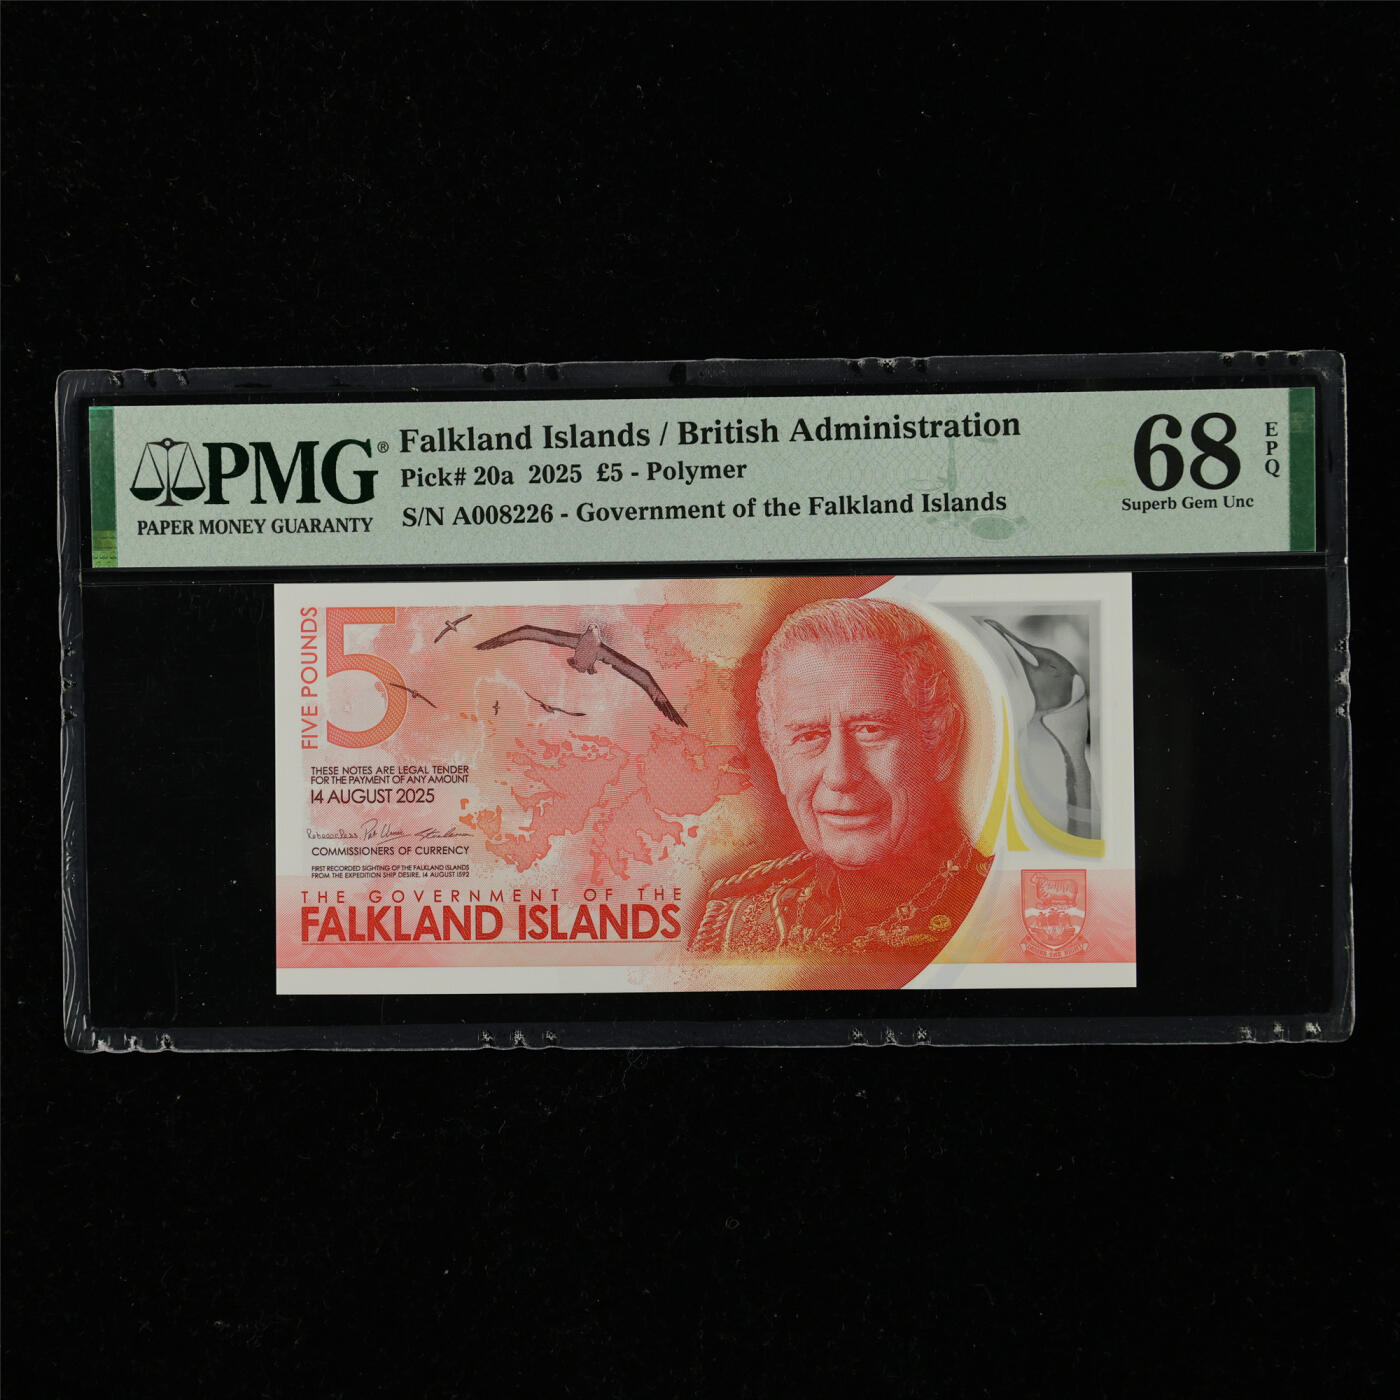 PMG®
PAPER MONEY GUARANTY
Falkland Islands / British Administration
Pick# 20a 2025 £5 - Polymer
S/N A008226 - Government of the Falkland Islands
68
EPQ
Superb Gem Unc
5
FIVE POUNDS
THESE NOTES ARE LEGAL TENDER
FOR THE PAYMENT OF ANY AMOUNT
14 AUGUST 2025
COMMISSIONERS OF CURRENCY
FIRST RECORDED SIGHTING OF THE FALKLAND ISLANDS
FROM THE EXPEDITION SHIP DESIRE, 14 AUGUST 1592
THE GOVERNMENT OF THE
FALKLAND ISLANDS